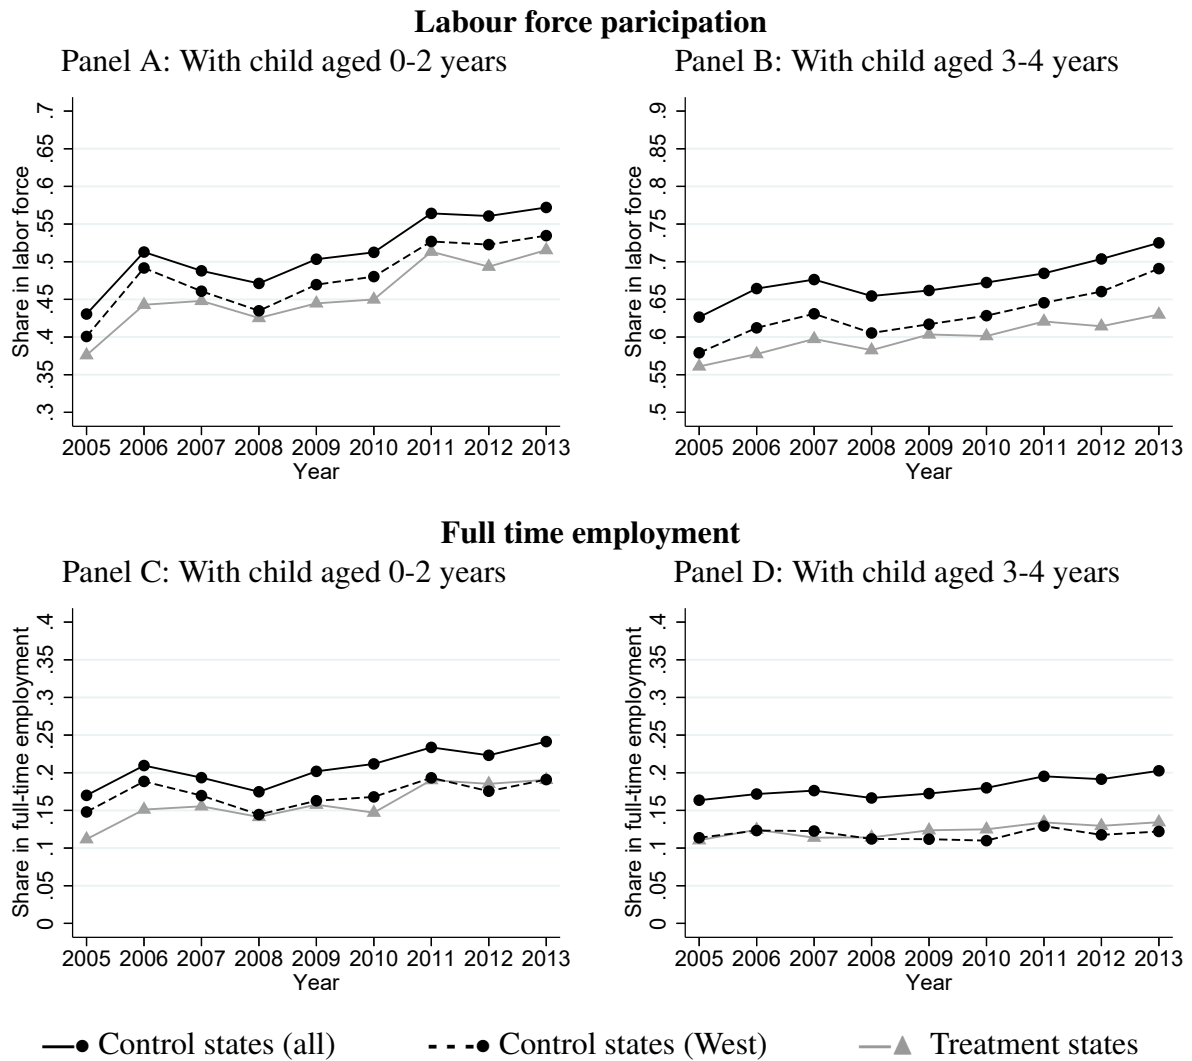 Labour force paricipation
Panel A: With child aged 0-2 years
Share in labor force
.7
.65
.6
.55
.5
.45
.4
.35
.3
2005 2006 2007 2008 2009 2010 2011 2012 2013
Year
Panel B: With child aged 3-4 years
Share in labor force
.9
.85
.8
.75
.7
.65
.6
.55
.5
2005 2006 2007 2008 2009 2010 2011 2012 2013
Year
Full time employment
Panel C: With child aged 0-2 years
Share in full-time employment
.4
.35
.3
.25
.2
.15
.1
.05
0
2005 2006 2007 2008 2009 2010 2011 2012 2013
Year
Panel D: With child aged 3-4 years
Share in full-time employment
.4
.35
.3
.25
.2
.15
.1
.05
0
2005 2006 2007 2008 2009 2010 2011 2012 2013
Year
Control states (all) Control states (West) Treatment states